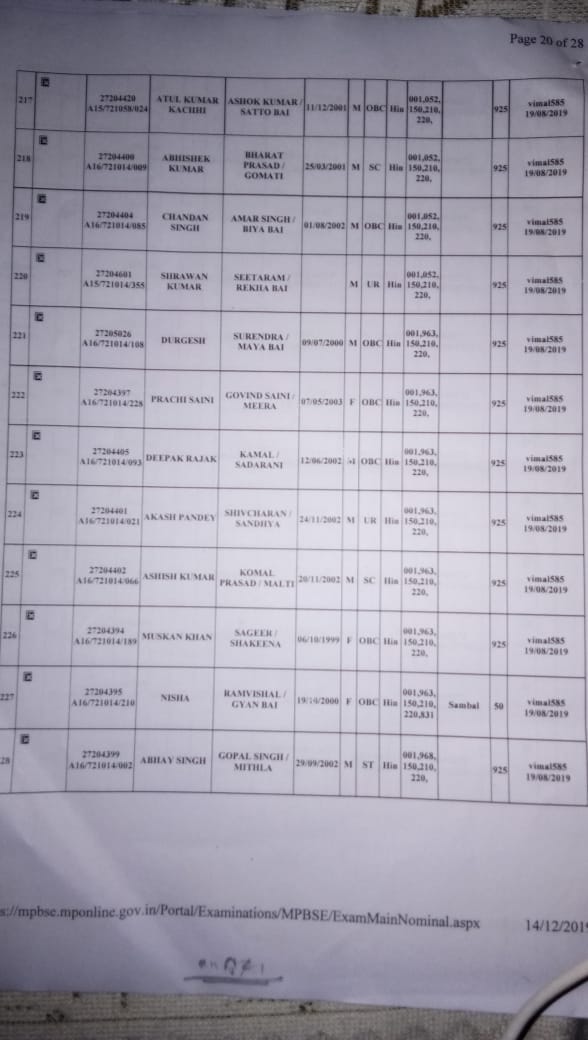 Page 20 of 28
217 27204420 A15/721058/024 ATUL KUMAR KACHHI ASHOK KUMAR / SATTO BAI 11/12/2001 M OBC Hin 001,052, 150,210, 220, 925 vimal585 19/08/2019
218 27204400 A16/721014/009 ABHISHEK KUMAR BHARAT PRASAD / GOMATI 25/03/2001 M SC Hin 001,052, 150,210, 220, 925 vimal585 19/08/2019
219 27204404 A16/721014/085 CHANDAN SINGH AMAR SINGH / BIYA BAI 01/08/2002 M OBC Hin 001,052, 150,210, 220, 925 vimal585 19/08/2019
220 27204601 A15/721014/355 SHRAWAN KUMAR SEETARAM / REKHA BAI M UR Hin 001,052, 150,210, 220, 925 vimal585 19/08/2019
221 27205026 A16/721014/108 DURGESH SURENDRA / MAYA BAI 09/07/2000 M OBC Hin 001,963, 150,210, 220, 925 vimal585 19/08/2019
222 27204397 A16/721014/228 PRACHI SAINI GOVIND SAINI / MEERA 07/05/2003 F OBC Hin 001,963, 150,210, 220, 925 vimal585 19/08/2019
223 27204405 A16/721014/093 DEEPAK RAJAK KAMAL / SADARANI 12/06/2002 M OBC Hin 001,963, 150,210, 220, 925 vimal585 19/08/2019
224 27204401 A16/721014/021 AKASH PANDEY SHIVCHARAN / SANDHYA 24/11/2002 M UR Hin 001,963, 150,210, 220, 925 vimal585 19/08/2019
225 27204402 A16/721014/066 ASHISH KUMAR KOMAL PRASAD / MALTI 20/11/2002 M SC Hin 001,963, 150,210, 220, 925 vimal585 19/08/2019
226 27204394 A16/721014/189 MUSKAN KHAN SAGEER / SHAKEENA 06/10/1999 F OBC Hin 001,963, 150,210, 220, 925 vimal585 19/08/2019
227 27204395 A16/721014/210 NISHA RAMVISHAL / GYAN BAI F OBC Hin 001,963, 150,210, 220,831 Sambal 50 vimal585 19/08/2019
28 27204399 A16/721014/002 ABHAY SINGH GOPAL SINGH / MITHLA 29/09/2002 M ST Hin 001,968, 150,210, 220, 925 vimal585 19/08/2019
s://mpbse.mponline.gov.in/Portal/Examinations/MPBSE/ExamMainNominal.aspx 14/12/2019